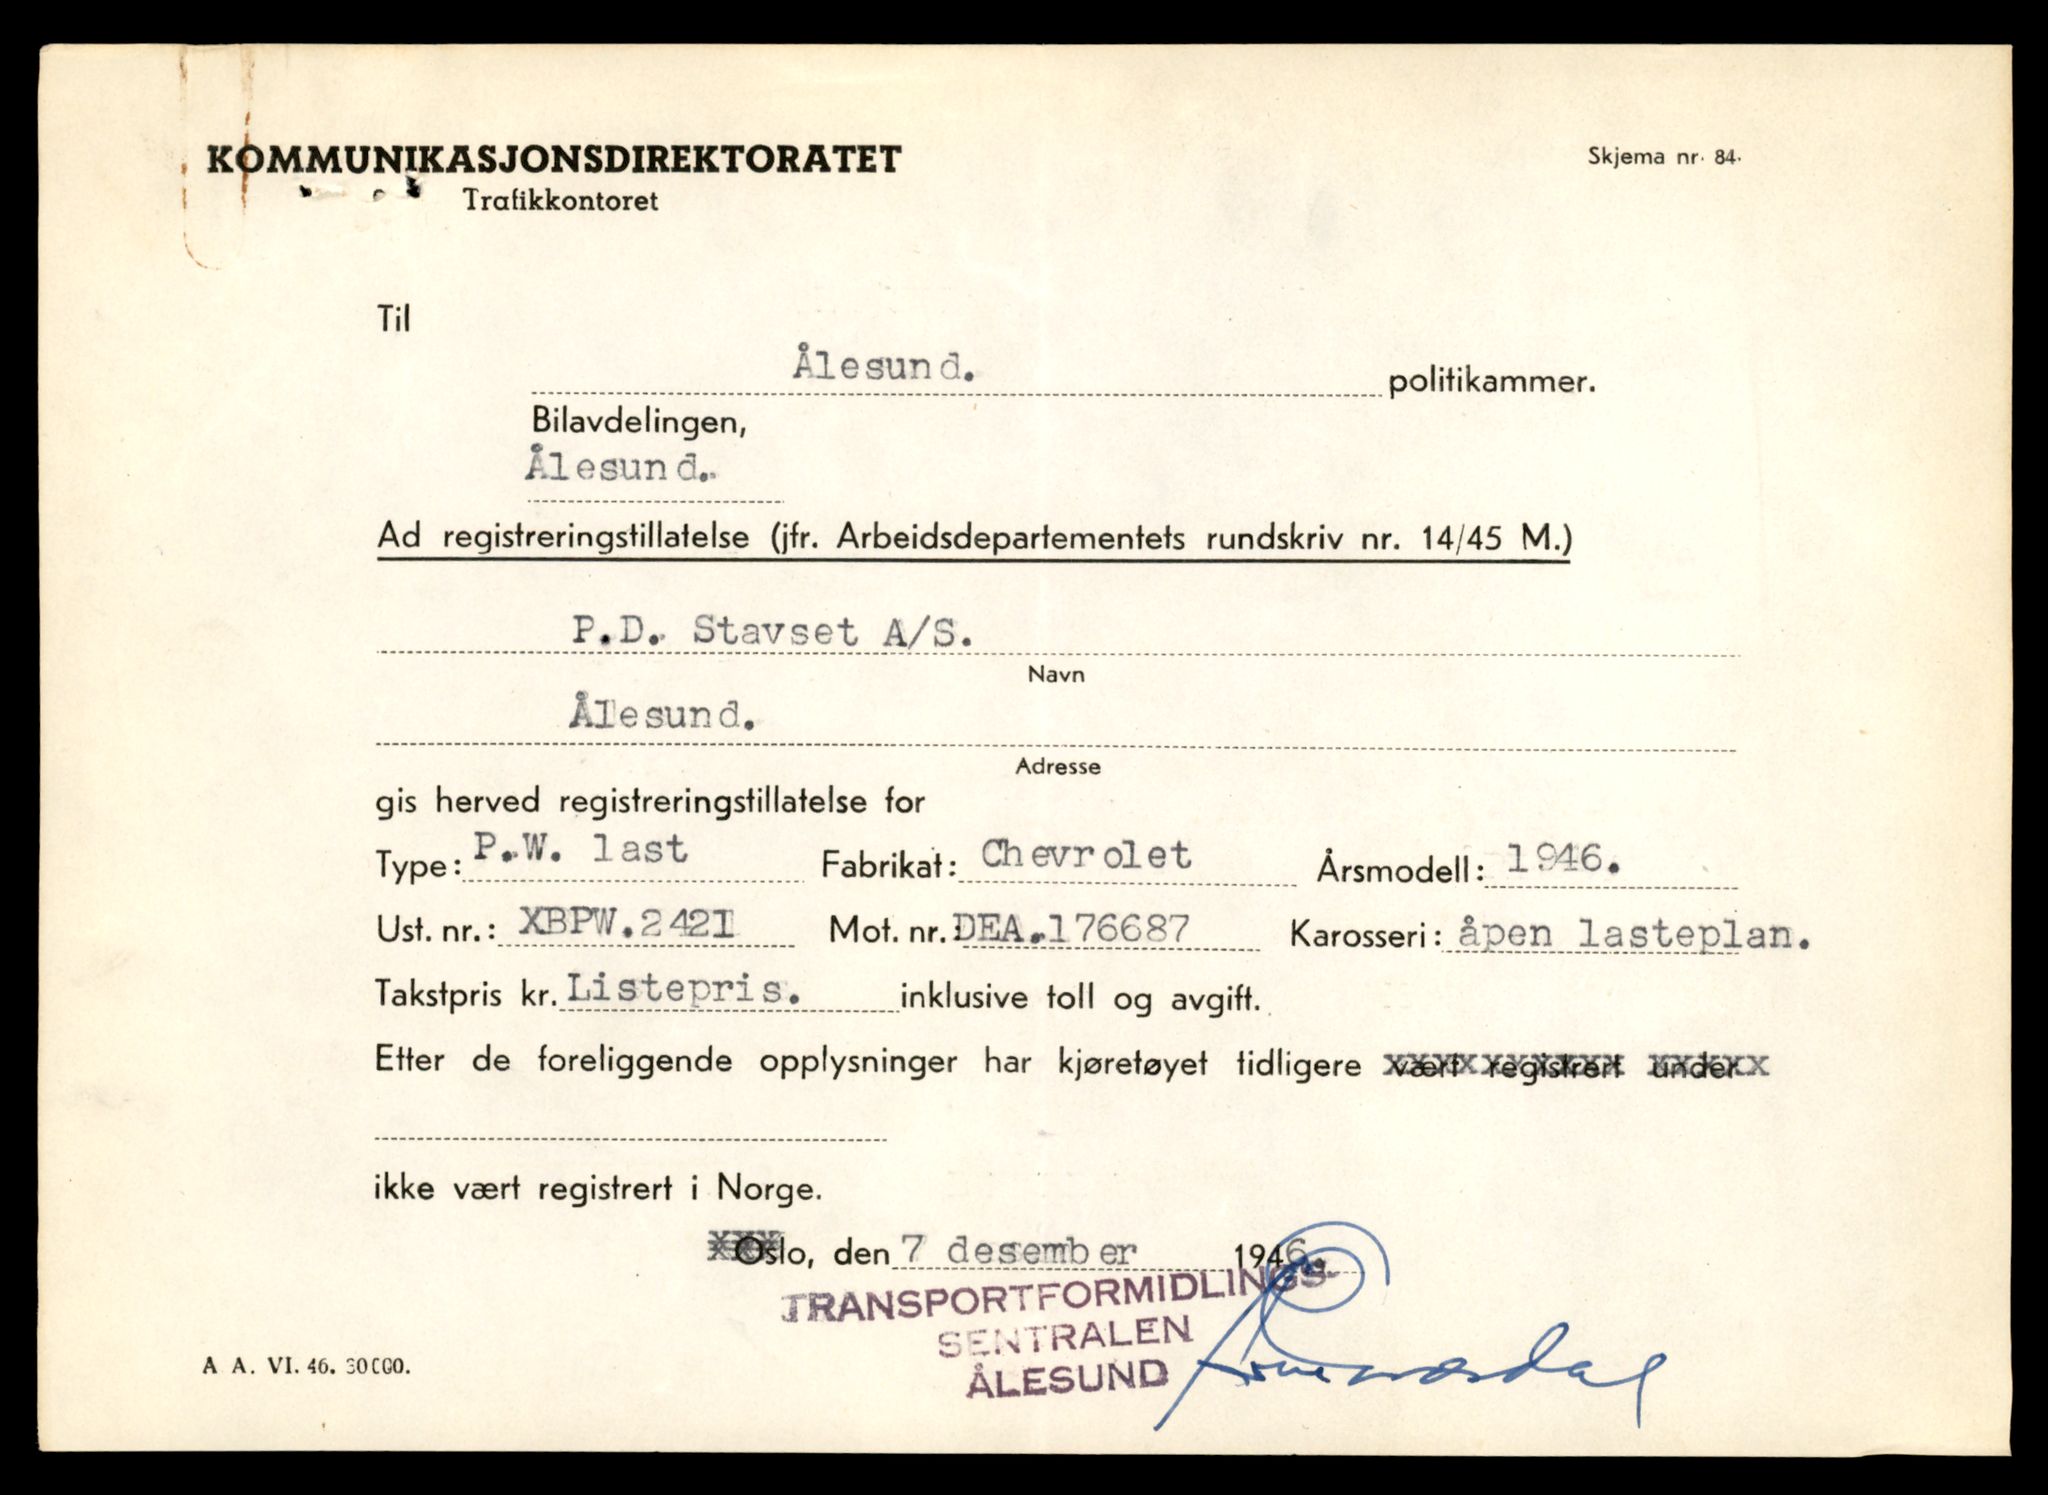 KOMMUNIKASJONSDIREKTORATET
Skjema nr. 84.
Trafikkontoret
Til
Ålesund. politikammer.
Bilavdelingen,
Ålesund.
Ad registreringstillatelse (jfr. Arbeidsdepartementets rundskriv nr. 14/45 M.)
P.D. Stavset A/S.
Navn
Ålesund.
Adresse
gis herved registreringstillatelse for
Type: P.W. last Fabrikat: Chevrolet Årsmodell: 1946.
Ust. nr.: XBPW.2421 Mot. nr.: DEA.176687 Karosseri: åpen lasteplan.
Takstpris kr. Listepris. inklusive toll og avgift.
Etter de foreliggende opplysninger har kjøretøyet tidligere vært registrert under
ikke vært registrert i Norge.
Oslo, den 7 desember 1946.
TRANSPORTFORMIDLINGS-
SENTRALEN
ÅLESUND
A A. VI. 46. 30000.